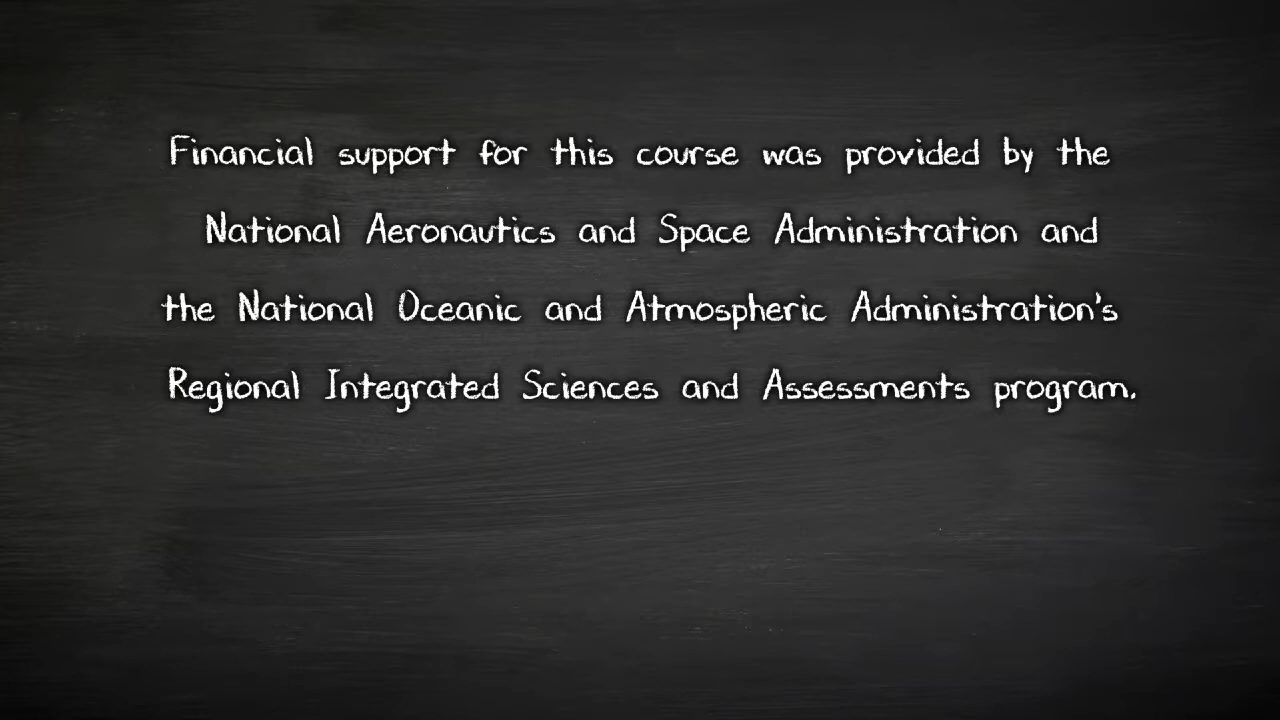 Financial support for this course was provided by the
National Aeronautics and Space Administration and
the National Oceanic and Atmospheric Administration's
Regional Integrated Sciences and Assessments program.